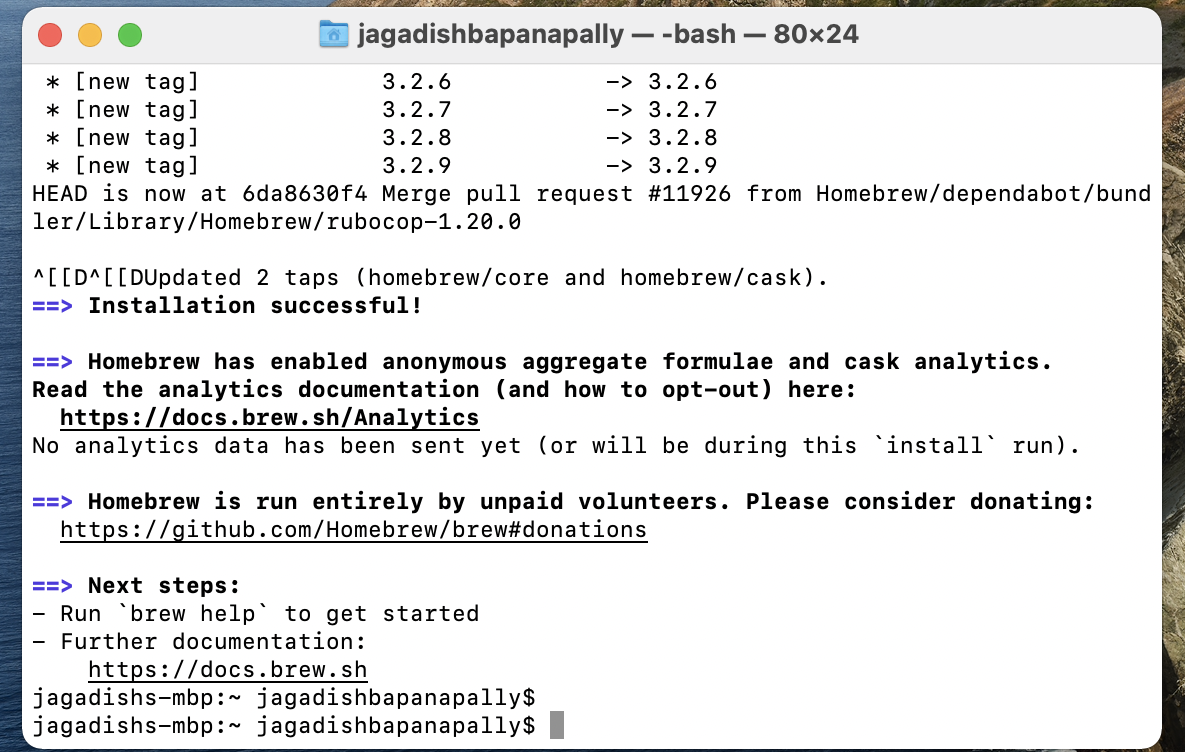 jagadishbapanapally — -bash — 80×24
 * [new tag]             3.2.6           -> 3.2.6
 * [new tag]             3.2.7           -> 3.2.7
 * [new tag]             3.2.8           -> 3.2.8
 * [new tag]             3.2.9           -> 3.2.9
HEAD is now at 6da8630f4 Merge pull request #11926 from Homebrew/dependabot/bund
ler/Library/Homebrew/rubocop-1.20.0
^[[D^[[DUpdated 2 taps (homebrew/core and homebrew/cask).
==> Installation successful!
==> Homebrew has enabled anonymous aggregate formulae and cask analytics.
Read the analytics documentation (and how to opt-out) here:
  https://docs.brew.sh/Analytics
No analytics data has been sent yet (or will be during this `install` run).
==> Homebrew is run entirely by unpaid volunteers. Please consider donating:
  https://github.com/Homebrew/brew#donations
==> Next steps:
- Run `brew help` to get started
- Further documentation:
    https://docs.brew.sh
jagadishs-mbp:~ jagadishbapanapally$
jagadishs-mbp:~ jagadishbapanapally$